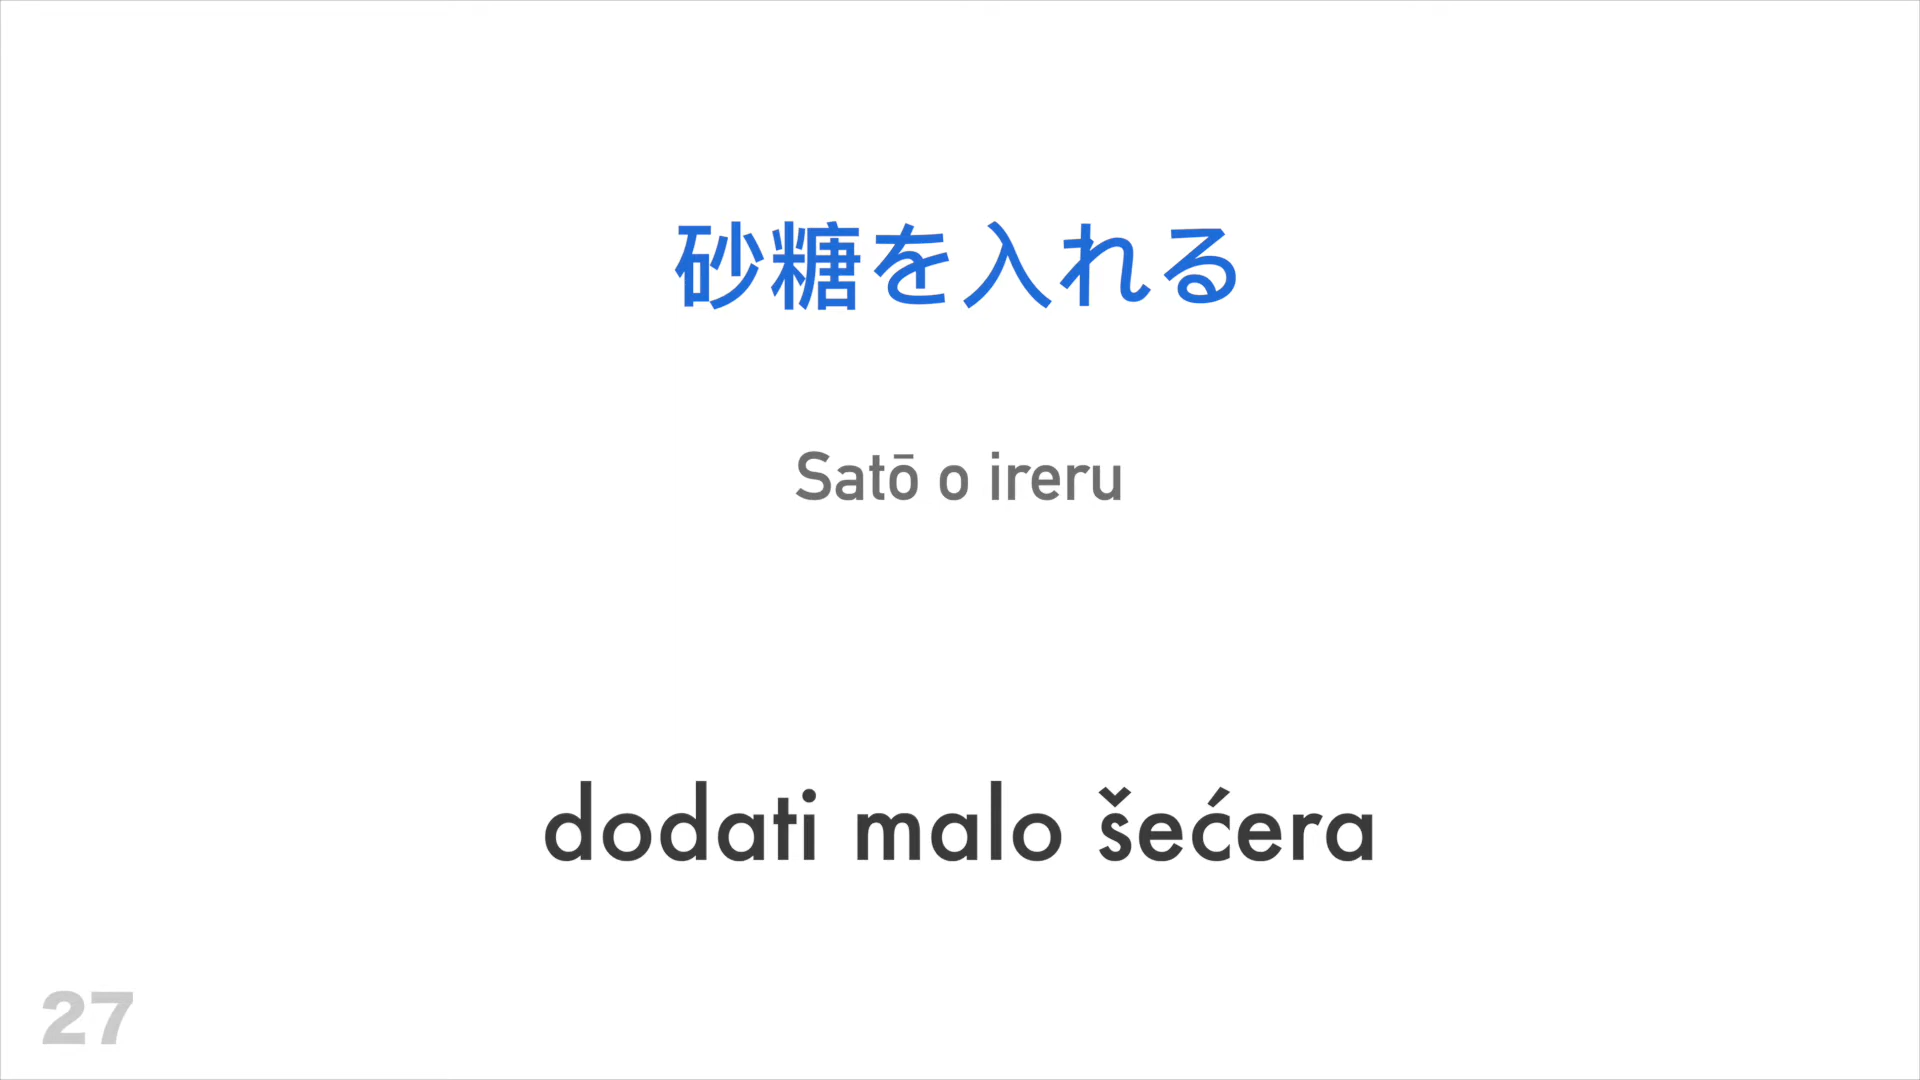 砂糖を入れる
Satō o ireru
dodati malo šećera
27